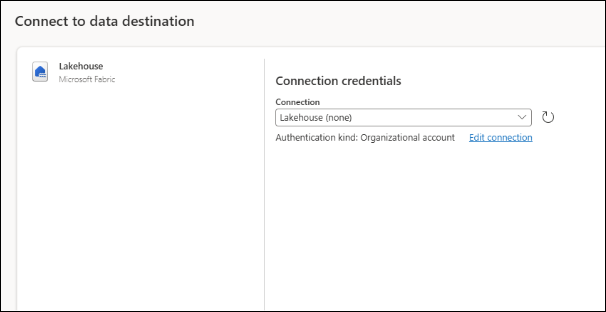 Connect to data destination
Lakehouse
Microsoft Fabric
Connection credentials
Connection
Lakehouse (none)
Authentication kind: Organizational account Edit connection